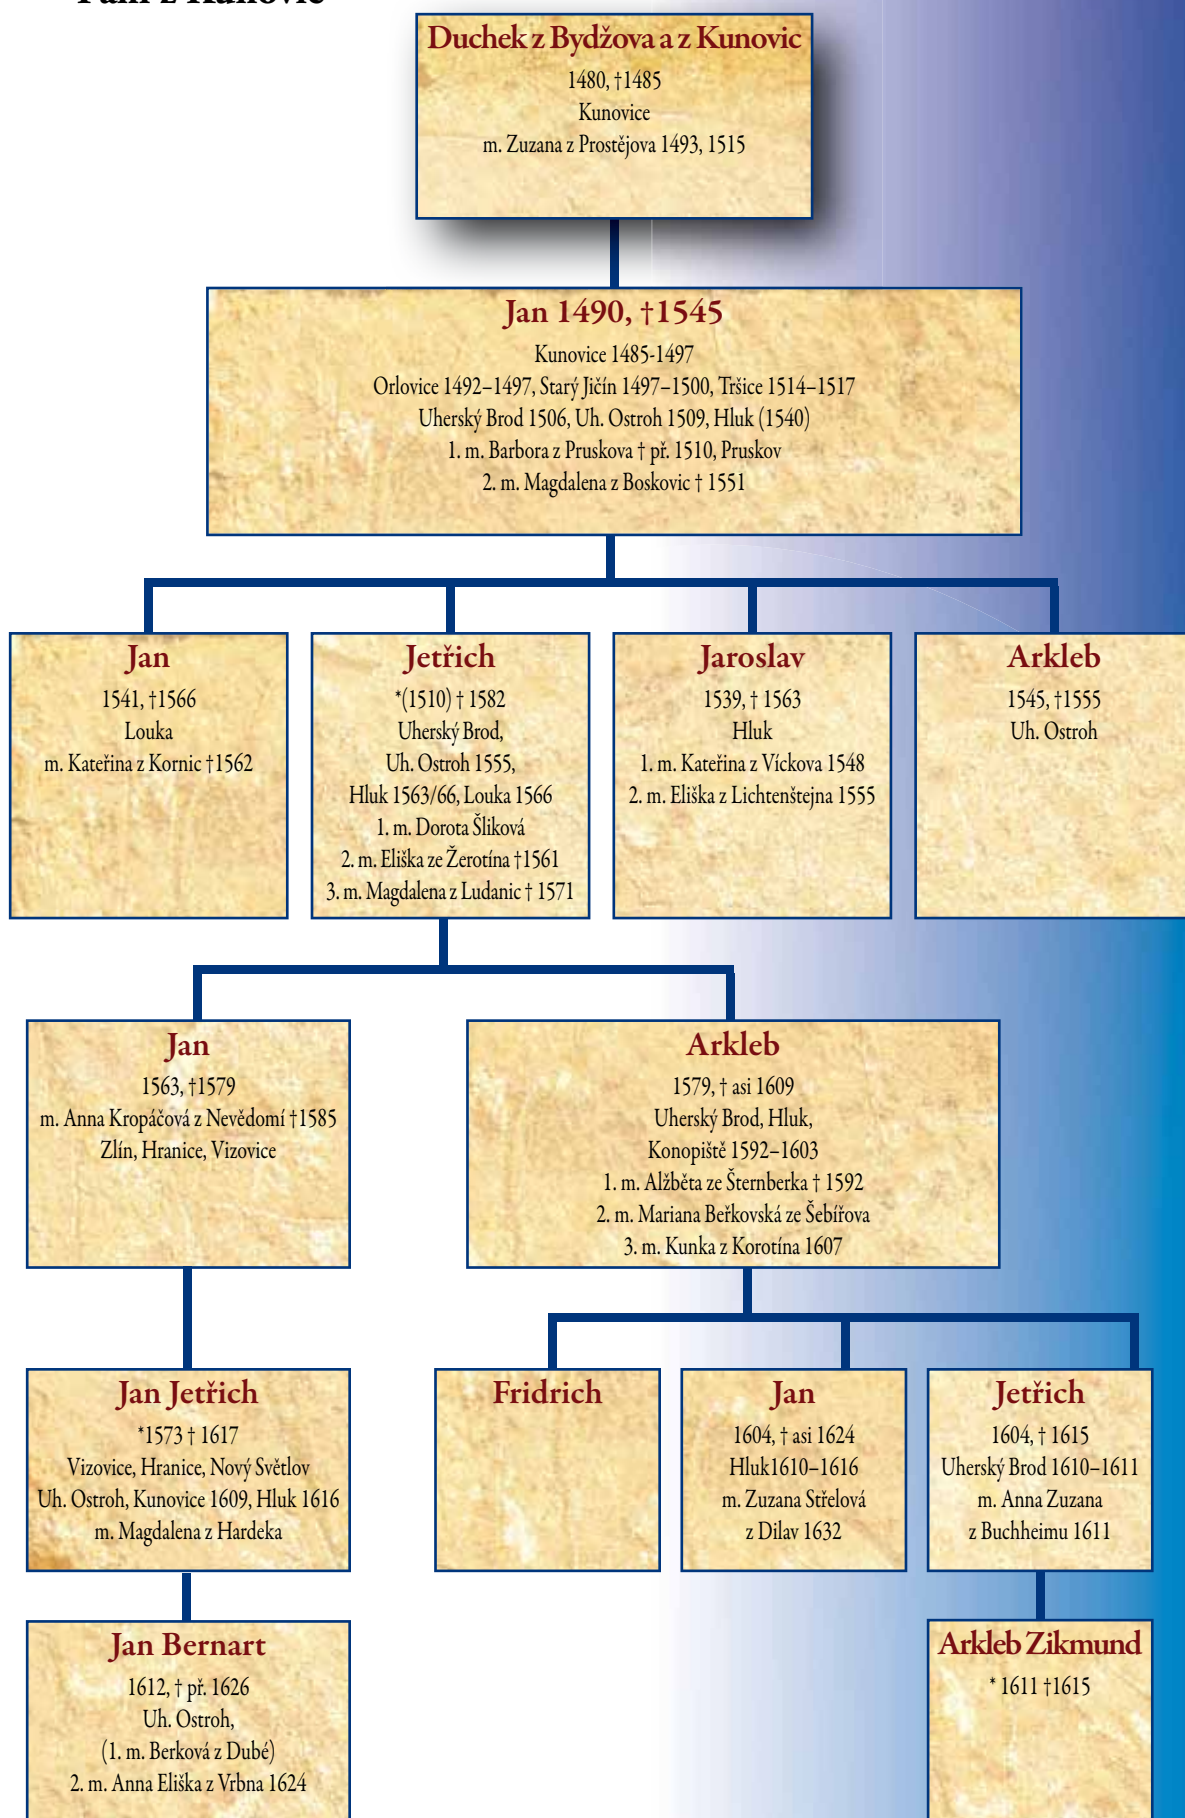 Páni z Kunovic
Duchek z Bydžova a z Kunovic
1480, †1485
Kunovice
m. Zuzana z Prostějova 1493, 1515
Jan 1490, †1545
Kunovice 1485-1497
Orlovice 1492–1497, Starý Jičín 1497–1500, Tršice 1514–1517
Uherský Brod 1506, Uh. Ostroh 1509, Hluk (1540)
1. m. Barbora z Pruskova † př. 1510, Pruskov
2. m. Magdalena z Boskovic † 1551
Jan
1541, †1566
Louka
m. Kateřina z Kornic †1562
Jetřich
*(1510) † 1582
Uherský Brod,
Uh. Ostroh 1555,
Hluk 1563/66, Louka 1566
1. m. Dorota Šliková
2. m. Eliška ze Žerotína †1561
3. m. Magdalena z Ludanic † 1571
Jaroslav
1539, † 1563
Hluk
1. m. Kateřina z Víckova 1548
2. m. Eliška z Lichtenštejna 1555
Arkleb
1545, †1555
Uh. Ostroh
Jan
1563, †1579
m. Anna Kropáčová z Nevědomí †1585
Zlín, Hranice, Vizovice
Arkleb
1579, † asi 1609
Uherský Brod, Hluk,
Konopiště 1592–1603
1. m. Alžběta ze Šternberka † 1592
2. m. Mariana Beřkovská ze Šebířova
3. m. Kunka z Korotína 1607
Jan Jetřich
*1573 † 1617
Vizovice, Hranice, Nový Světlov
Uh. Ostroh, Kunovice 1609, Hluk 1616
m. Magdalena z Hardeka
Fridrich
Jan
1604, † asi 1624
Hluk1610–1616
m. Zuzana Střelová
z Dilav 1632
Jetřich
1604, † 1615
Uherský Brod 1610–1611
m. Anna Zuzana
z Buchheimu 1611
Jan Bernart
1612, † př. 1626
Uh. Ostroh,
(1. m. Berková z Dubé)
2. m. Anna Eliška z Vrbna 1624
Arkleb Zikmund
* 1611 †1615